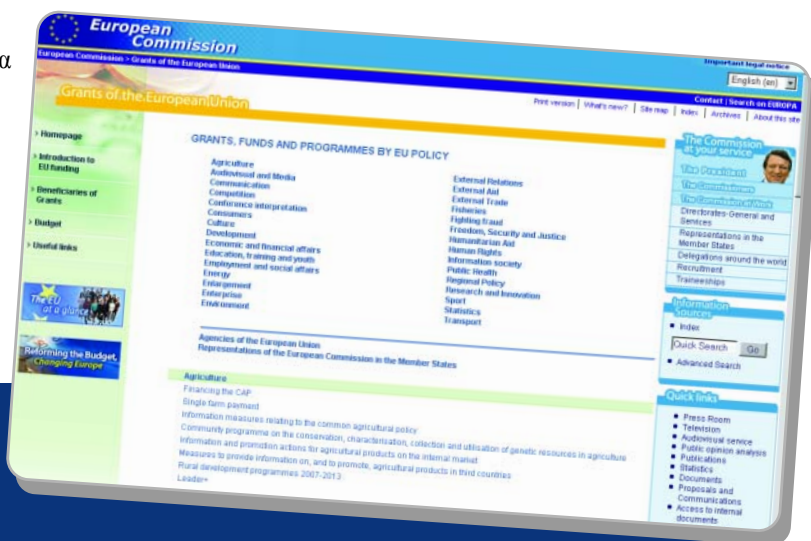 α
European
Commission
European Commission > Grants of the European Union
Important legal notice
English (en)
Contact | Search on EUROPA
Print version | What's new? | Site map | Index | Archives | About this site
Grants of the European Union
> Homepage
> Introduction to
EU funding
> Beneficiaries of
Grants
> Budget
> Useful links
The EU
at a glance
Reforming the Budget,
Changing Europe
GRANTS, FUNDS AND PROGRAMMES BY EU POLICY
Agriculture
Audiovisual and Media
Communication
Competition
Conference interpretation
Consumers
Culture
Development
Economic and financial affairs
Education, training and youth
Employment and social affairs
Energy
Enlargement
Enterprise
Environment
External Relations
External Aid
External Trade
Fisheries
Fighting fraud
Freedom, Security and Justice
Humanitarian Aid
Human Rights
Information society
Public Health
Regional Policy
Research and Innovation
Sport
Statistics
Transport
Agencies of the European Union
Representations of the European Commission in the Member States
Agriculture
Financing the CAP
Single farm payment
Information measures relating to the common agricultural policy
Community programme on the conservation, characterisation, collection and utilisation of genetic resources in agriculture
Information and promotion actions for agricultural products on the internal market
Measures to provide information on, and to promote, agricultural products in third countries
Rural development programmes 2007-2013
Leader+
The Commission
at your service
The President
The Commissioners
The Commission at Work
Directorates-General and
Services
Representations in the
Member States
Delegations around the world
Recruitment
Traineeships
Information
Sources
Index
Quick Search
Go
Advanced Search
Quick links
Press Room
Television
Audiovisual service
Public opinion analysis
Publications
Statistics
Documents
Proposals and
Communications
Access to internal
documents